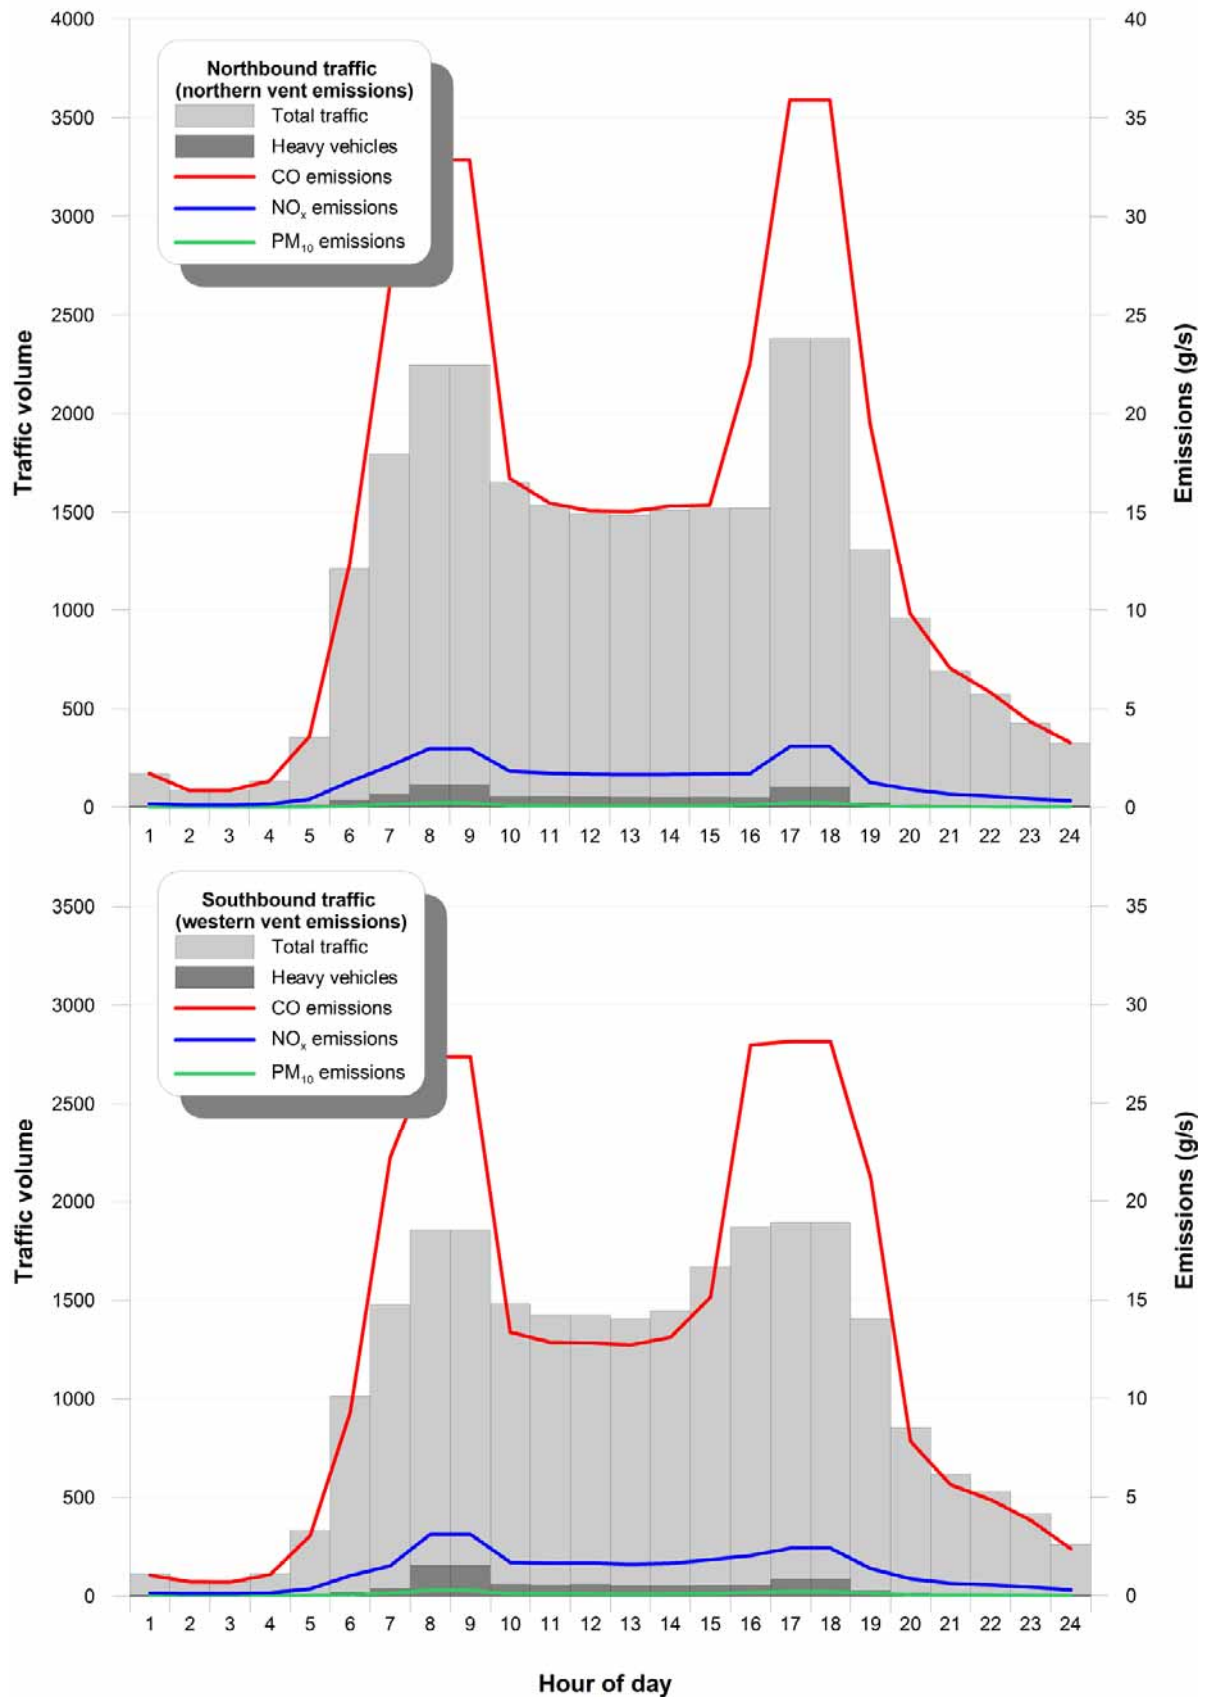 4000
3500
3000
2500
2000
1500
1000
500
0
Traffic volume
Northbound traffic
(northern vent emissions)
Total traffic
Heavy vehicles
CO emissions
NOx emissions
PM10 emissions
40
35
30
25
20
15
10
5
0
Emissions (g/s)
1 2 3 4 5 6 7 8 9 10 11 12 13 14 15 16 17 18 19 20 21 22 23 24
3500
3000
2500
2000
1500
1000
500
0
Traffic volume
Southbound traffic
(western vent emissions)
Total traffic
Heavy vehicles
CO emissions
NOx emissions
PM10 emissions
35
30
25
20
15
10
5
0
Emissions (g/s)
1 2 3 4 5 6 7 8 9 10 11 12 13 14 15 16 17 18 19 20 21 22 23 24
Hour of day